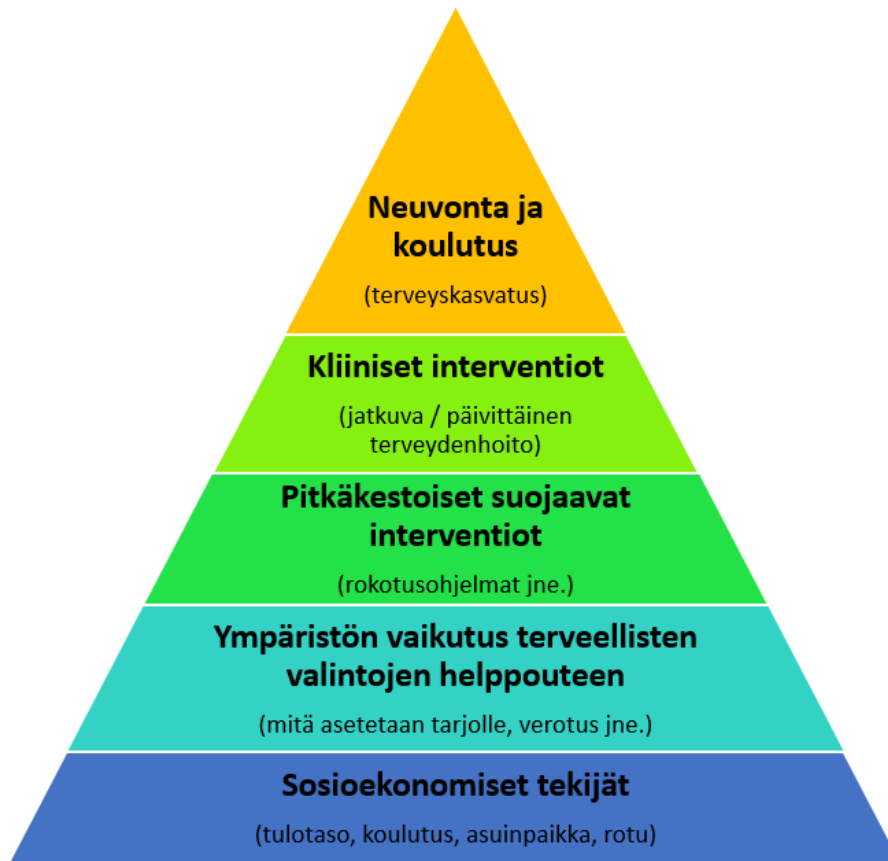 Neuvonta ja
koulutus
(terveyskasvatus)
Kliiniset interventiot
(jatkuva / päivittäinen
terveydenhoito)
Pitkäkestoiset suojaavat
interventiot
(rokotusohjelmat jne.)
Ympäristön vaikutus terveellisten
valintojen helppouteen
(mitä asetetaan tarjolle, verotus jne.)
Sosioekonomiset tekijät
(tulotaso, koulutus, asuinpaikka, rotu)